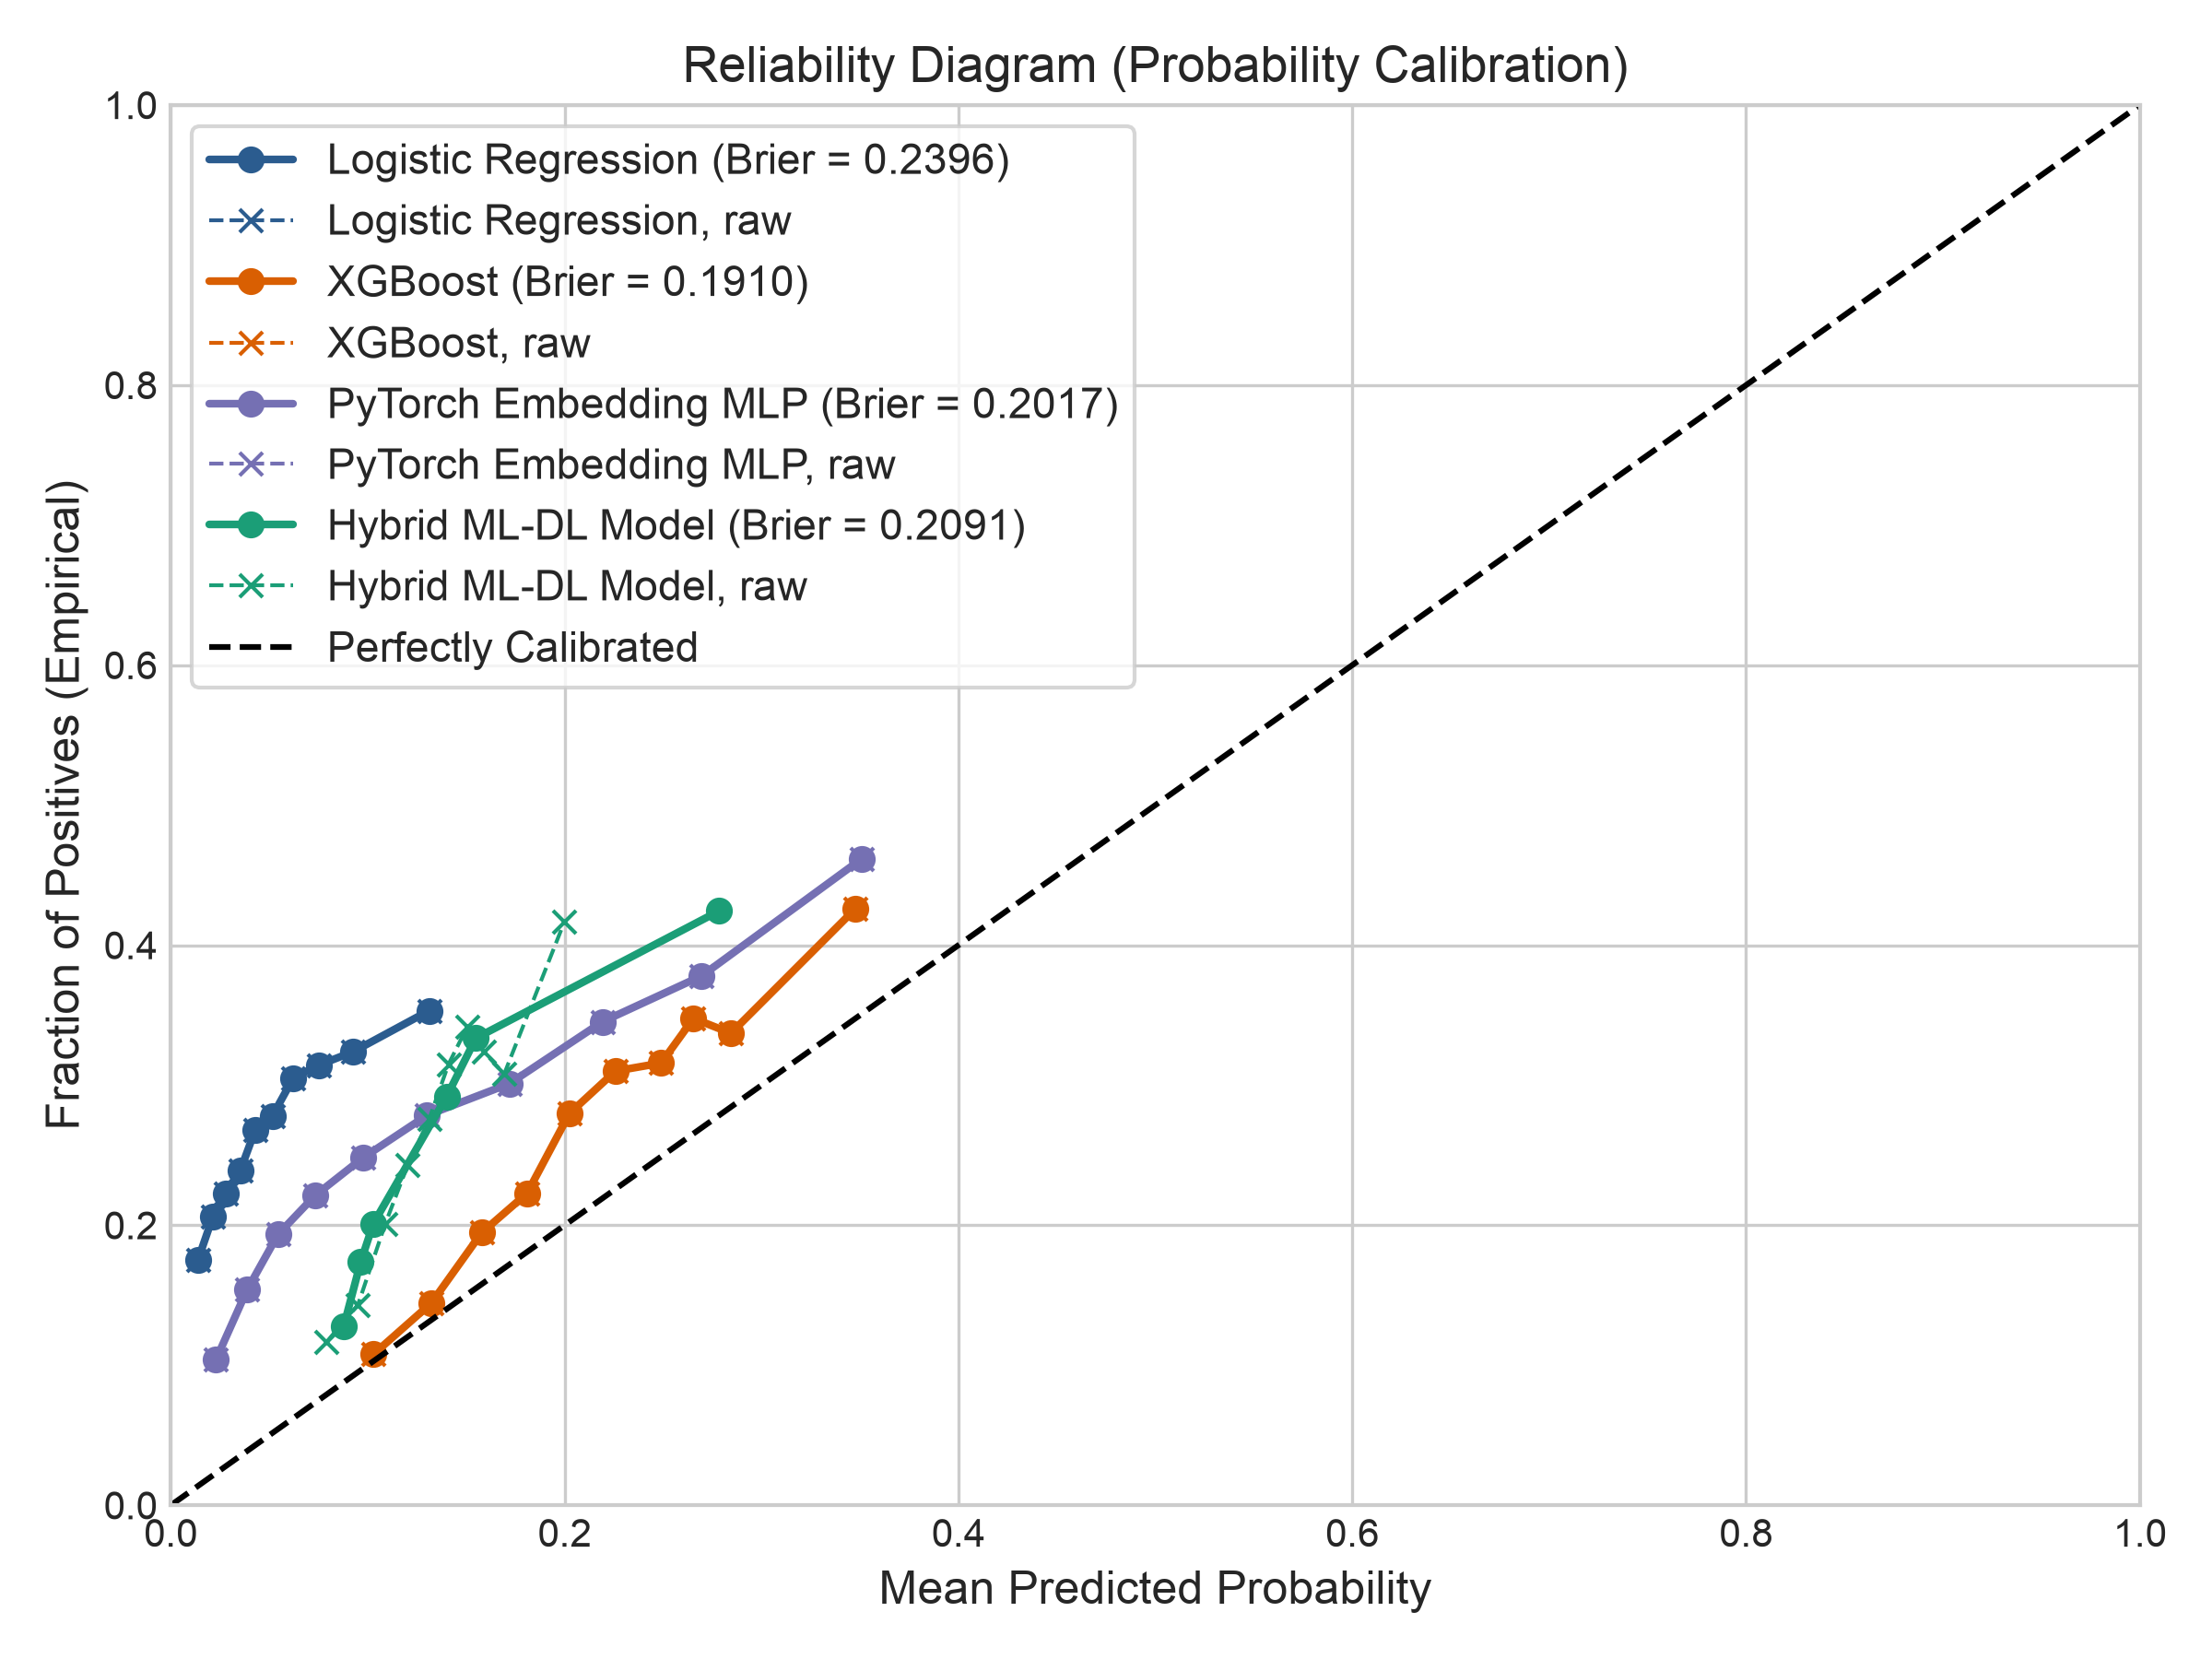 Reliability Diagram (Probability Calibration)
1.0
0.8
0.6
0.4
0.2
0.0
Fraction of Positives (Empirical)
Logistic Regression (Brier = 0.2396)
Logistic Regression, raw
XGBoost (Brier = 0.1910)
XGBoost, raw
PyTorch Embedding MLP (Brier = 0.2017)
PyTorch Embedding MLP, raw
Hybrid ML-DL Model (Brier = 0.2091)
Hybrid ML-DL Model, raw
Perfectly Calibrated
0.0 0.2 0.4 0.6 0.8 1.0
Mean Predicted Probability